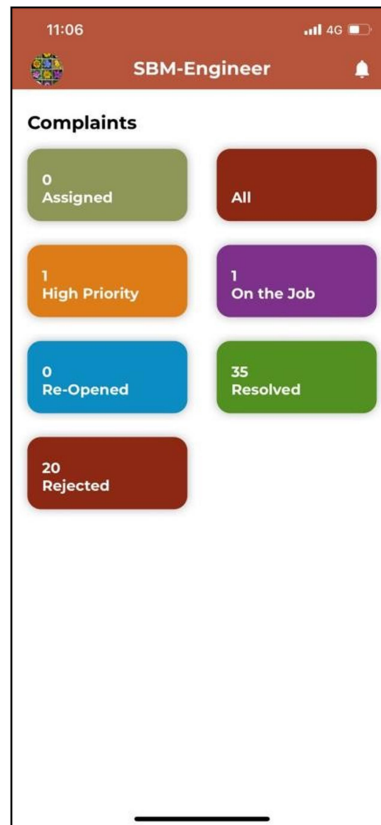 11:06
4G
SBM-Engineer
Complaints
0
Assigned
All
1
High Priority
1
On the Job
0
Re-Opened
35
Resolved
20
Rejected